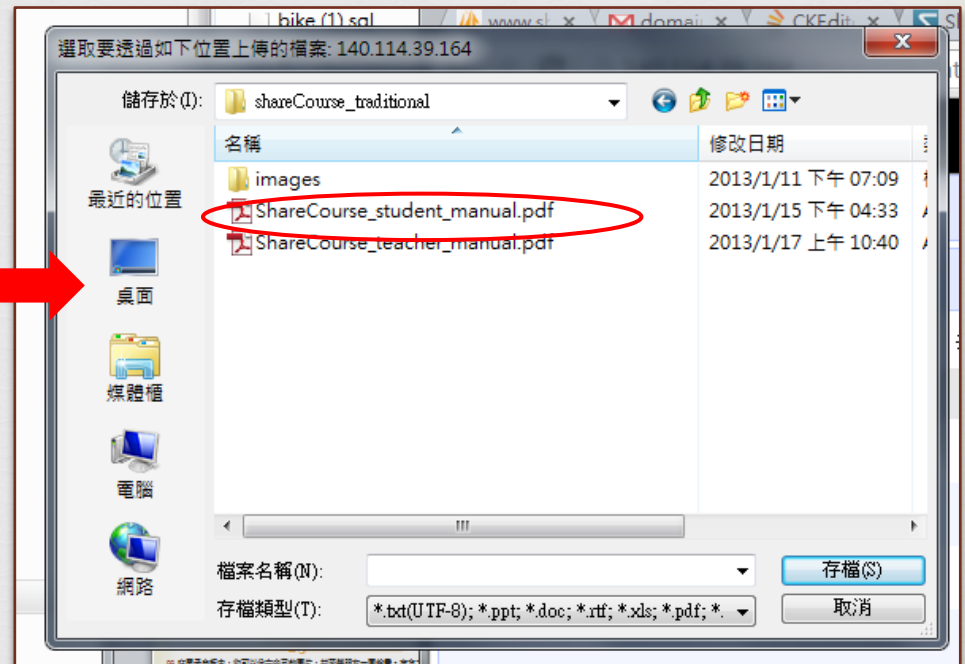 bike (1).sql
www.sh
domai
CKEdit
選取要透過如下位置上傳的檔案: 140.114.39.164
儲存於(I): shareCourse_traditional
名稱 修改日期
images 2013/1/11 下午 07:09
ShareCourse_student_manual.pdf 2013/1/15 下午 04:33
ShareCourse_teacher_manual.pdf 2013/1/17 上午 10:40
最近的位置
桌面
媒體櫃
電腦
網路
檔案名稱(N): 存檔(S)
存檔類型(T): *.txt(UTF-8); *.ppt; *.doc; *.rtf; *.xls; *.pdf; *. 取消